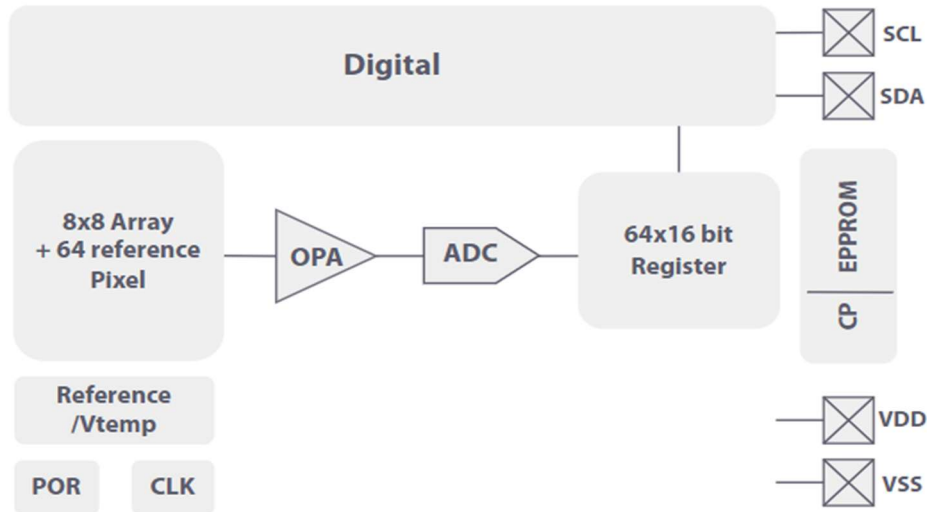 Digital
SCL
SDA
8x8 Array
+ 64 reference
Pixel
OPA
ADC
64x16 bit
Register
EPPROM
CP
Reference
/Vtemp
POR
CLK
VDD
VSS